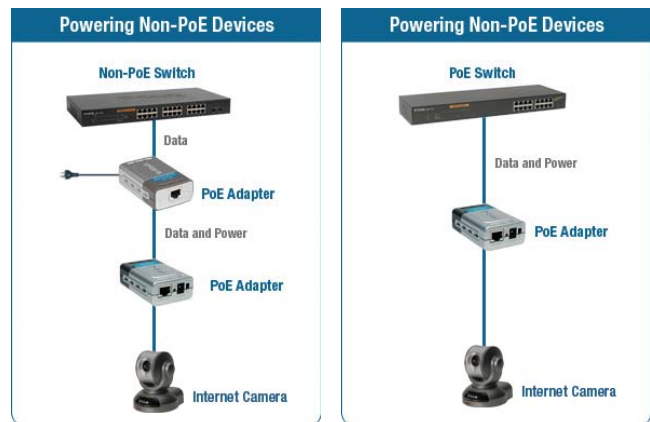 Powering Non-PoE Devices
Non-PoE Switch
Data
PoE Adapter
Data and Power
PoE Adapter
Internet Camera
Powering Non-PoE Devices
PoE Switch
Data and Power
PoE Adapter
Internet Camera